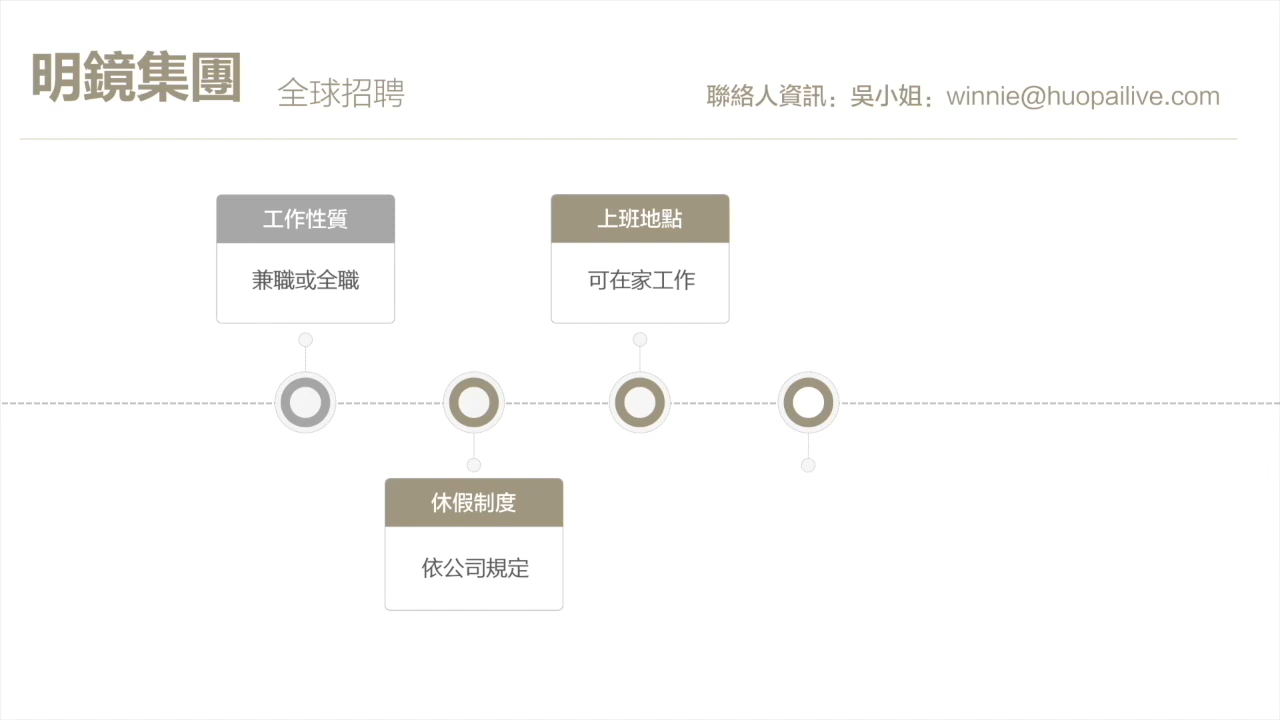 明鏡集團
全球招聘
聯絡人資訊：吳小姐：winnie@huopailive.com
工作性質
兼職或全職
上班地點
可在家工作
休假制度
依公司規定